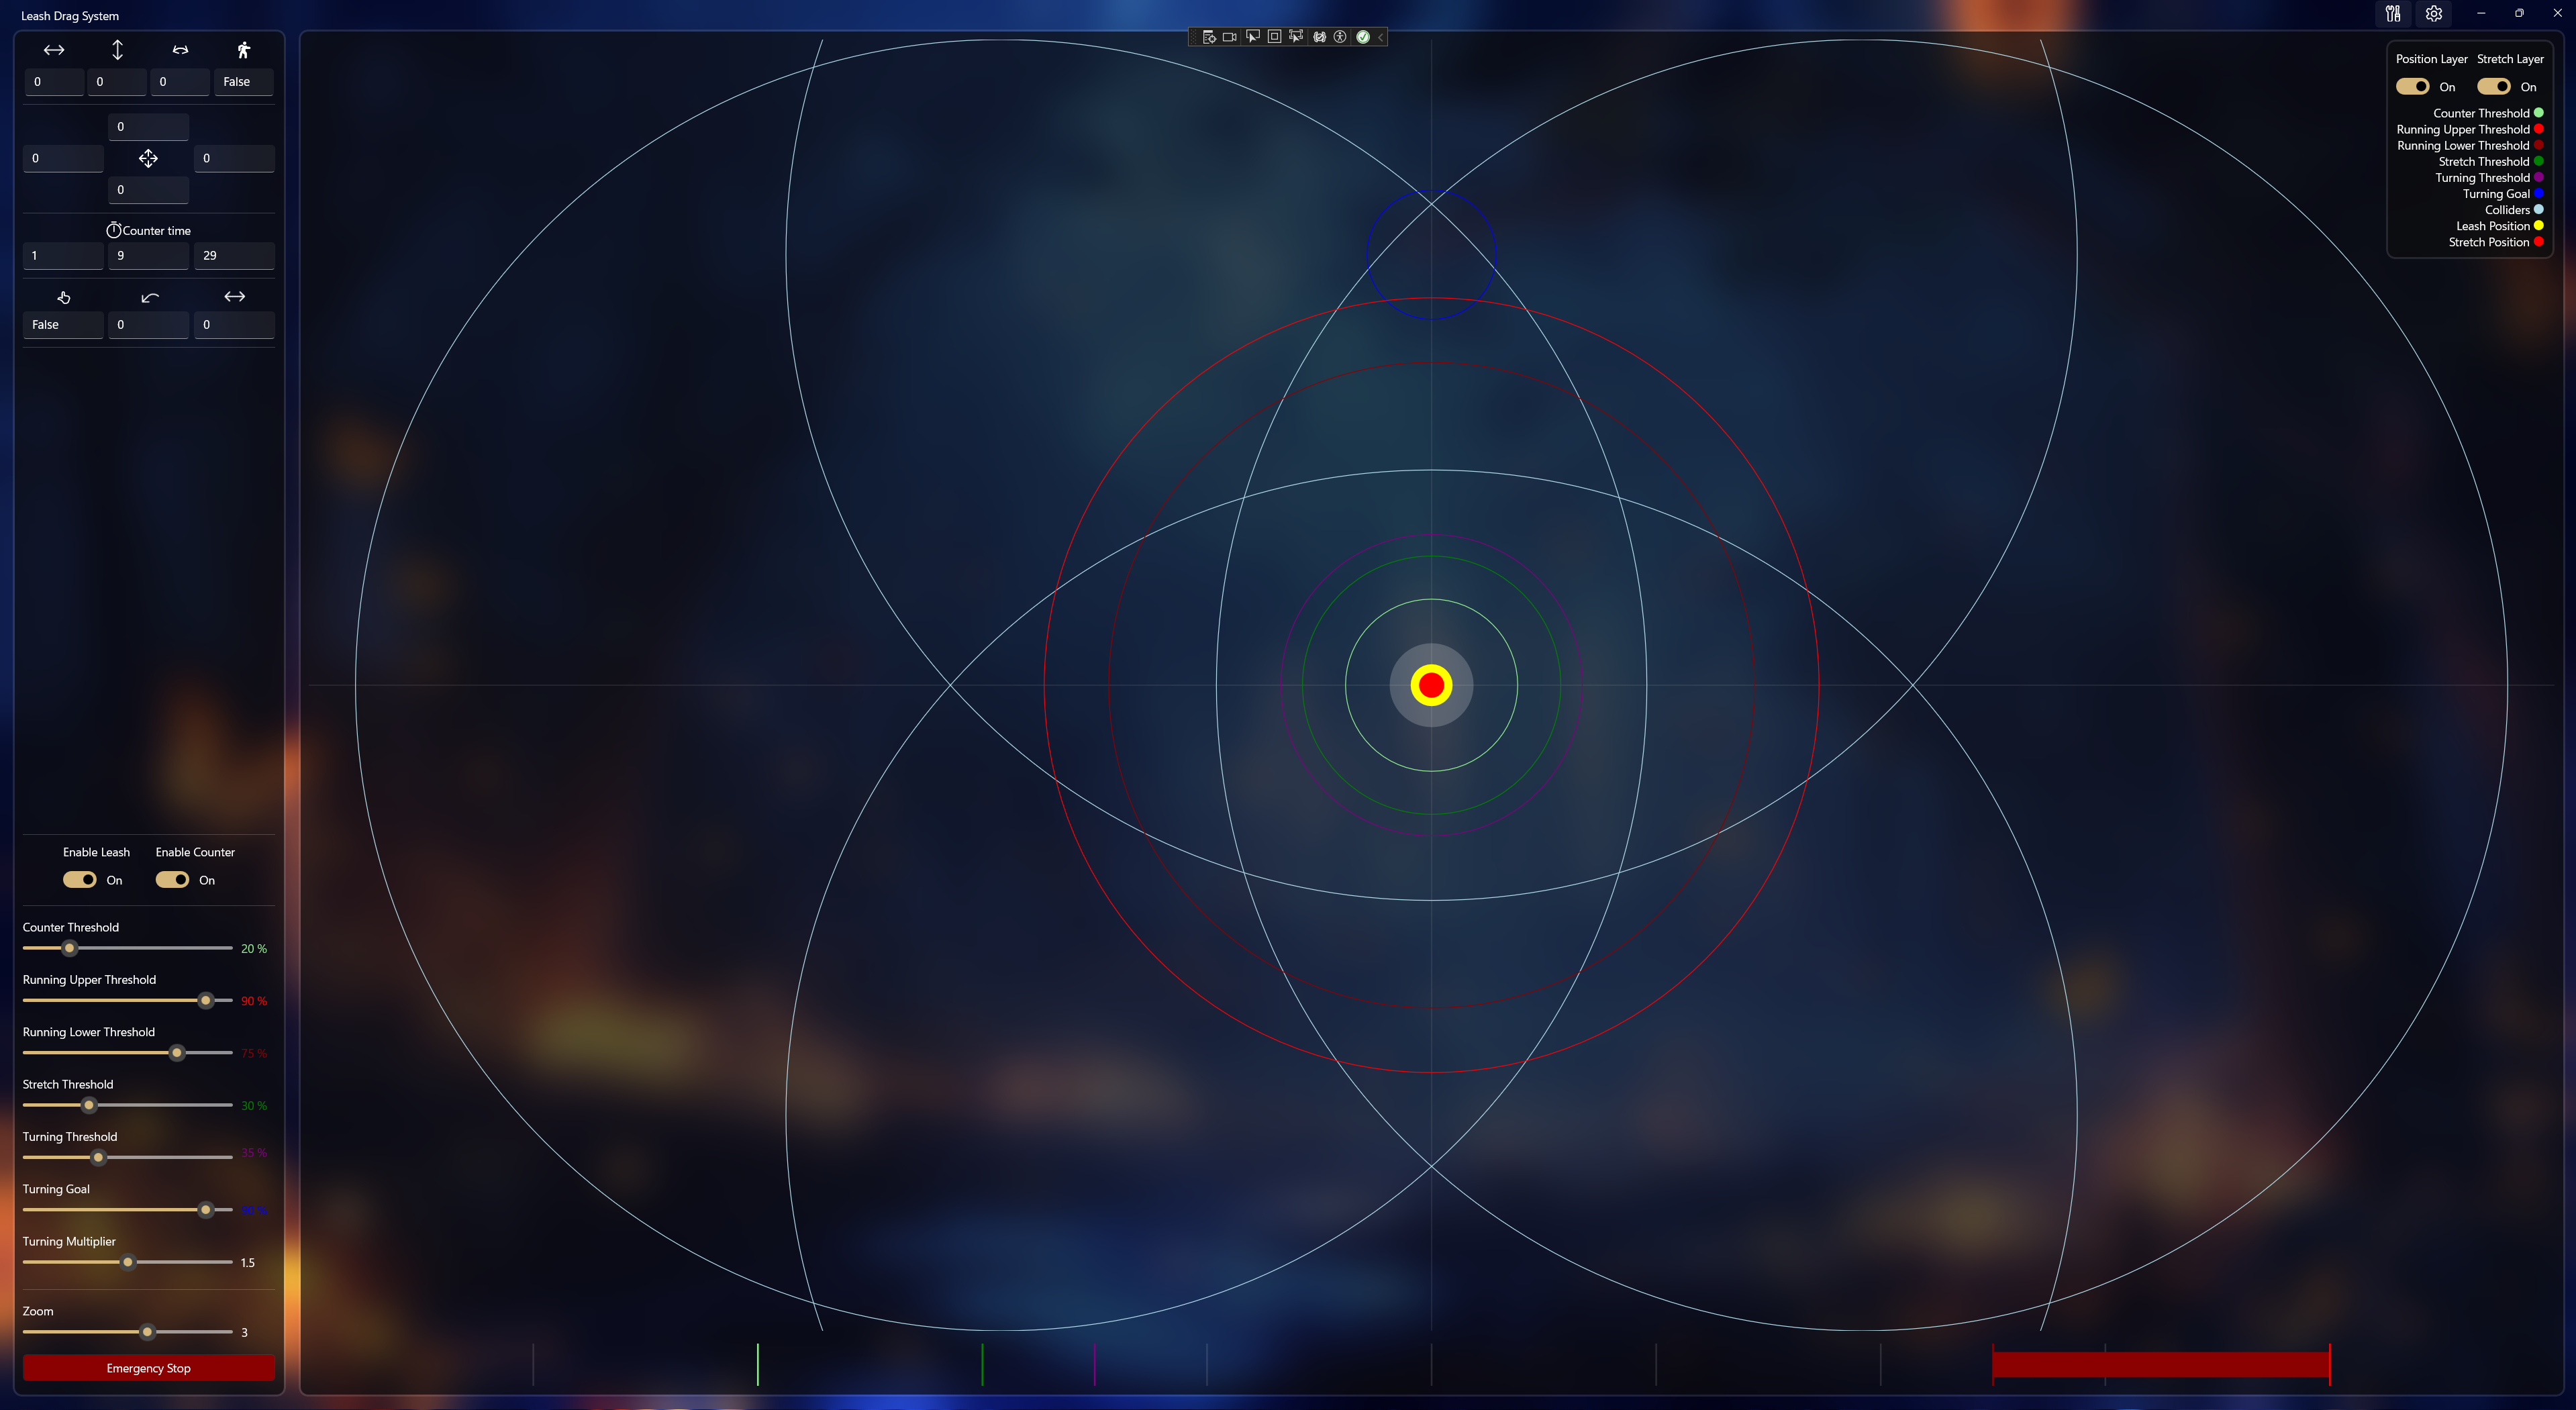 Leash Drag System
0 0 0 False
0
0 0
0
Counter time
1 9 29
False 0 0
Enable Leash Enable Counter
On On
Counter Threshold
20 %
Running Upper Threshold
90 %
Running Lower Threshold
75 %
Stretch Threshold
30 %
Turning Threshold
35 %
Turning Goal
90 %
Turning Multiplier
1.5
Zoom
3
Emergency Stop
Position Layer Stretch Layer
On On
Counter Threshold
Running Upper Threshold
Running Lower Threshold
Stretch Threshold
Turning Threshold
Turning Goal
Colliders
Leash Position
Stretch Position